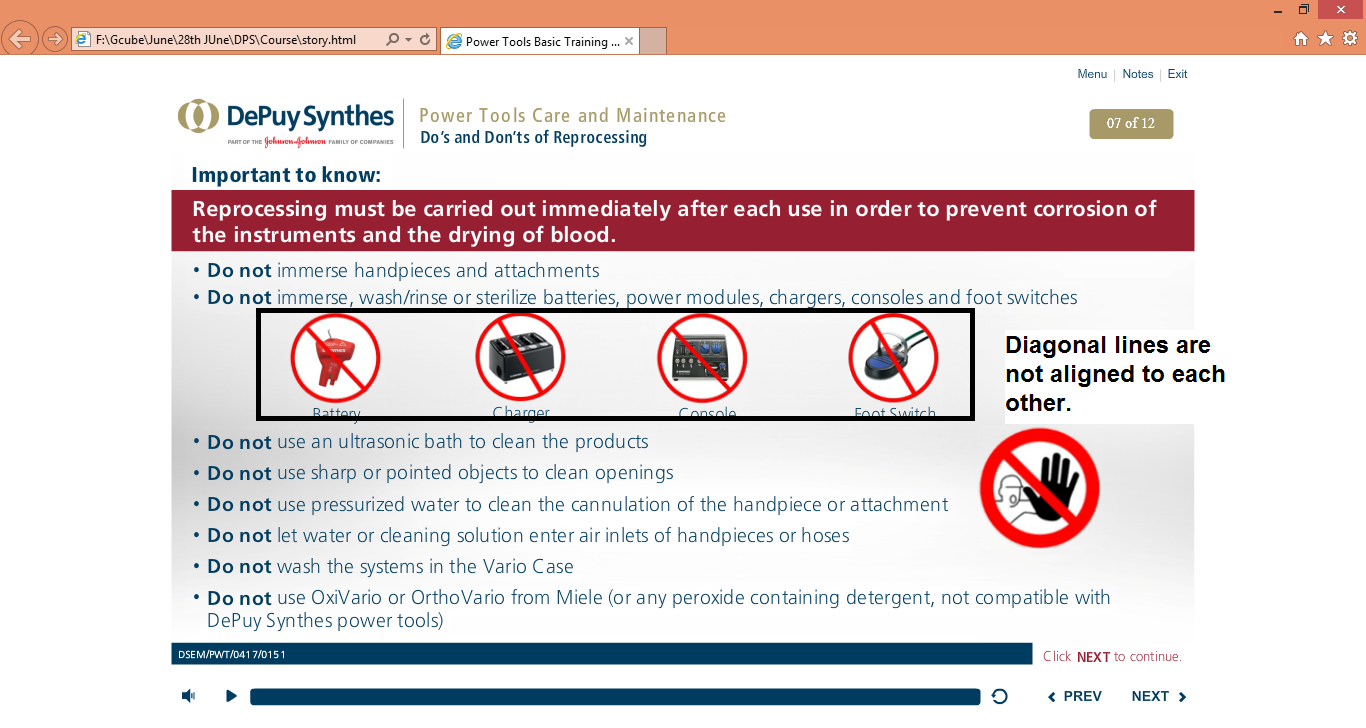 F:\Gcube\June\28th JUne\DPS\Course\story.html
Power Tools Basic Training ...
Menu | Notes | Exit
DePuy Synthes
PART OF THE Johnson & Johnson FAMILY OF COMPANIES
Power Tools Care and Maintenance
Do's and Don'ts of Reprocessing
07 of 12
Important to know:
Reprocessing must be carried out immediately after each use in order to prevent corrosion of
the instruments and the drying of blood.
• Do not immerse handpieces and attachments
• Do not immerse, wash/rinse or sterilize batteries, power modules, chargers, consoles and foot switches
Battery Charger Console Foot Switch
Diagonal lines are
not aligned to each
other.
• Do not use an ultrasonic bath to clean the products
• Do not use sharp or pointed objects to clean openings
• Do not use pressurized water to clean the cannulation of the handpiece or attachment
• Do not let water or cleaning solution enter air inlets of handpieces or hoses
• Do not wash the systems in the Vario Case
• Do not use OxiVario or OrthoVario from Miele (or any peroxide containing detergent, not compatible with
DePuy Synthes power tools)
DSEM/PWT/0417/0151
Click NEXT to continue.
PREV NEXT